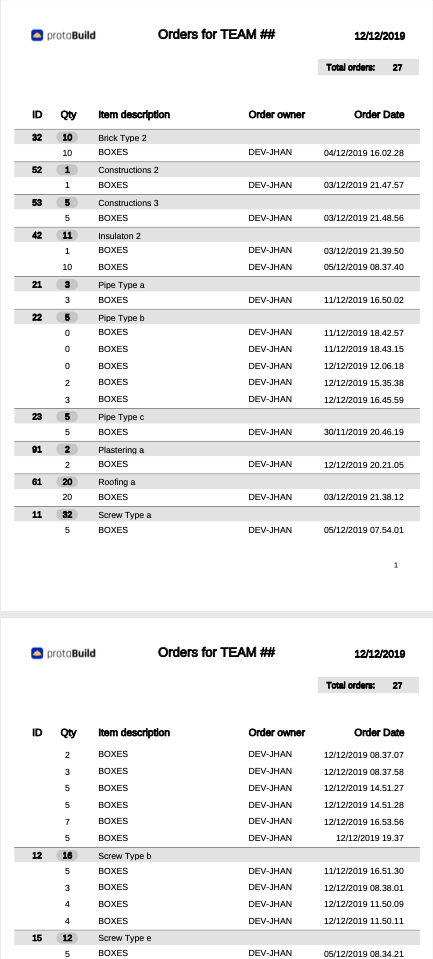 protaBuild Orders for TEAM ## 12/12/2019
Total orders: 27
ID Qty Item description Order owner Order Date
32 10 Brick Type 2
10 BOXES DEV-JHAN 04/12/2019 16.02.28
52 1 Constructions 2
1 BOXES DEV-JHAN 03/12/2019 21.47.57
53 5 Constructions 3
5 BOXES DEV-JHAN 03/12/2019 21.48.56
42 11 Insulaton 2
1 BOXES DEV-JHAN 03/12/2019 21.39.50
10 BOXES DEV-JHAN 05/12/2019 08.37.40
21 3 Pipe Type a
3 BOXES DEV-JHAN 11/12/2019 16.50.02
22 5 Pipe Type b
0 BOXES DEV-JHAN 11/12/2019 18.42.57
0 BOXES DEV-JHAN 11/12/2019 18.43.15
0 BOXES DEV-JHAN 12/12/2019 12.06.18
2 BOXES DEV-JHAN 12/12/2019 15.35.38
3 BOXES DEV-JHAN 12/12/2019 16.45.59
23 5 Pipe Type c
5 BOXES DEV-JHAN 30/11/2019 20.46.19
91 2 Plastering a
2 BOXES DEV-JHAN 12/12/2019 20.21.05
61 20 Roofing a
20 BOXES DEV-JHAN 03/12/2019 21.38.12
11 32 Screw Type a
5 BOXES DEV-JHAN 05/12/2019 07.54.01
1
protaBuild Orders for TEAM ## 12/12/2019
Total orders: 27
ID Qty Item description Order owner Order Date
2 BOXES DEV-JHAN 12/12/2019 08.37.07
3 BOXES DEV-JHAN 12/12/2019 08.37.58
5 BOXES DEV-JHAN 12/12/2019 14.51.27
5 BOXES DEV-JHAN 12/12/2019 14.51.28
7 BOXES DEV-JHAN 12/12/2019 16.53.56
5 BOXES DEV-JHAN 12/12/2019 19.37
12 16 Screw Type b
5 BOXES DEV-JHAN 11/12/2019 16.51.30
3 BOXES DEV-JHAN 12/12/2019 08.38.01
4 BOXES DEV-JHAN 12/12/2019 11.50.09
4 BOXES DEV-JHAN 12/12/2019 11.50.11
15 12 Screw Type e
5 BOXES DEV-JHAN 05/12/2019 08.34.21